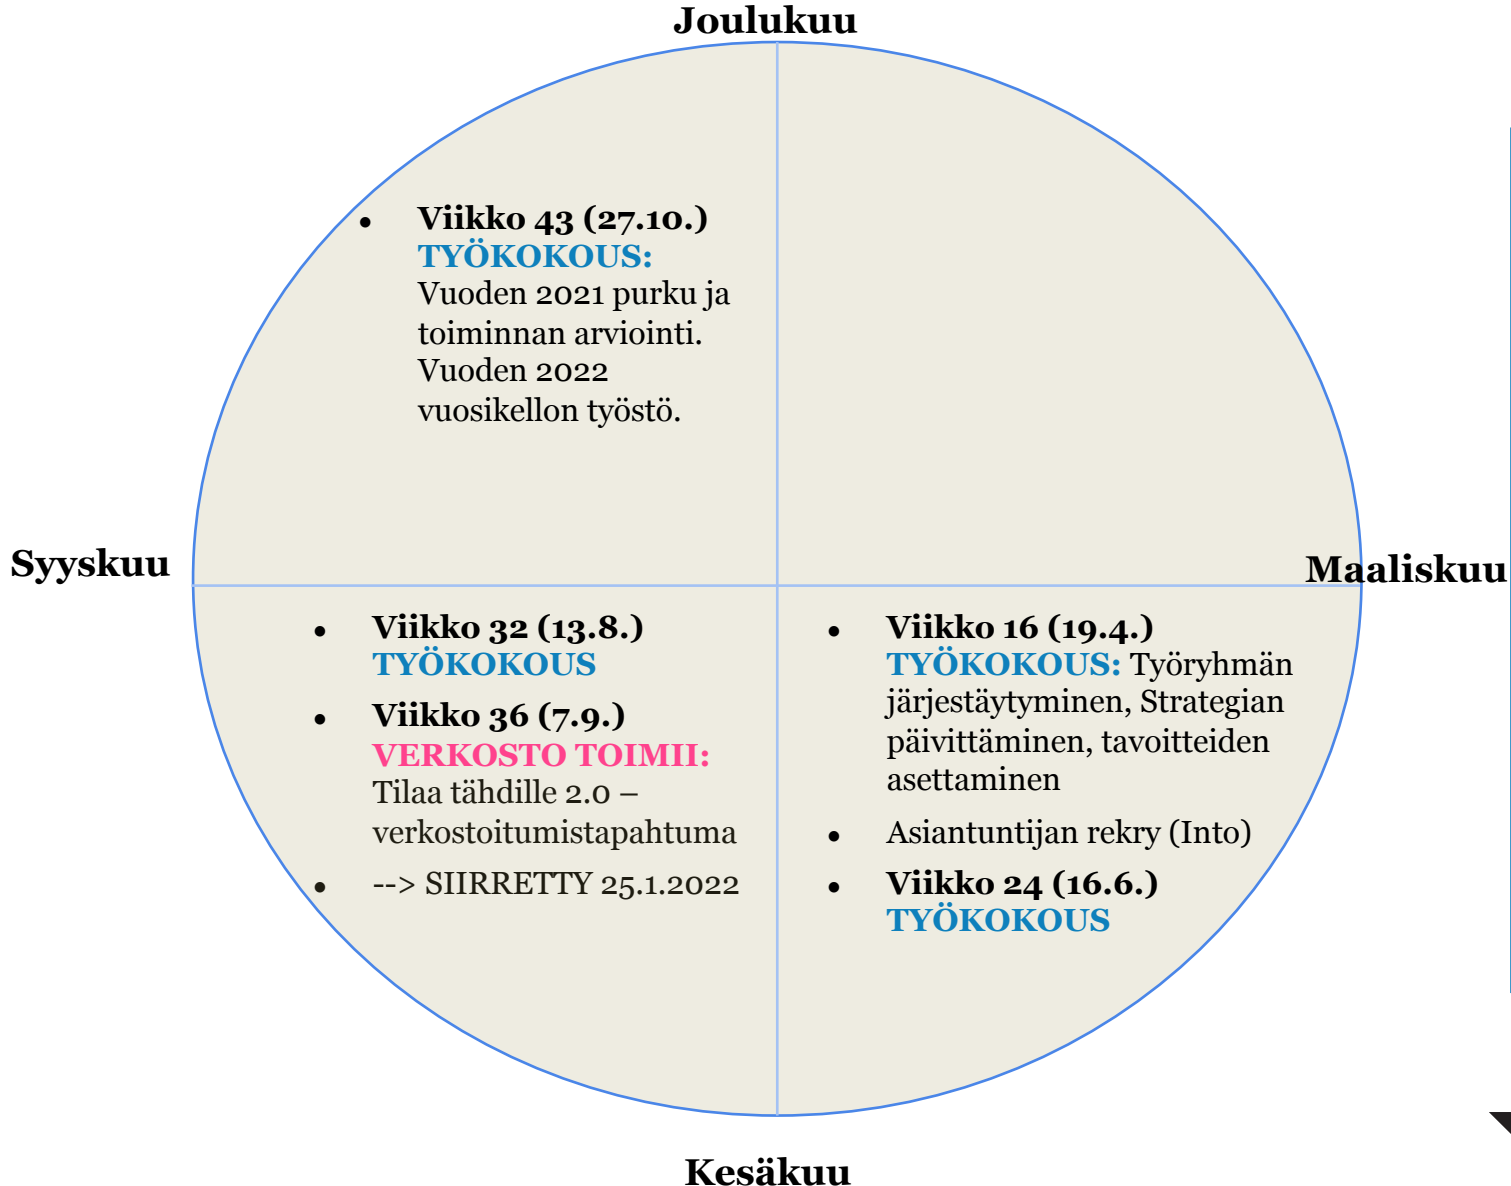 Joulukuu
• Viikko 43 (27.10.)
TYÖKOKOUS:
Vuoden 2021 purku ja
toiminnan arviointi.
Vuoden 2022
vuosikellon työstö.
Syyskuu
Maaliskuu
• Viikko 32 (13.8.)
TYÖKOKOUS
• Viikko 36 (7.9.)
VERKOSTO TOIMII:
Tilaa tähdille 2.0 –
verkostoitumistapahtuma
• --> SIIRRETTY 25.1.2022
• Viikko 16 (19.4.)
TYÖKOKOUS: Työryhmän
järjestäytyminen, Strategian
päivittäminen, tavoitteiden
asettaminen
• Asiantuntijan rekry (Into)
• Viikko 24 (16.6.)
TYÖKOKOUS
Kesäkuu